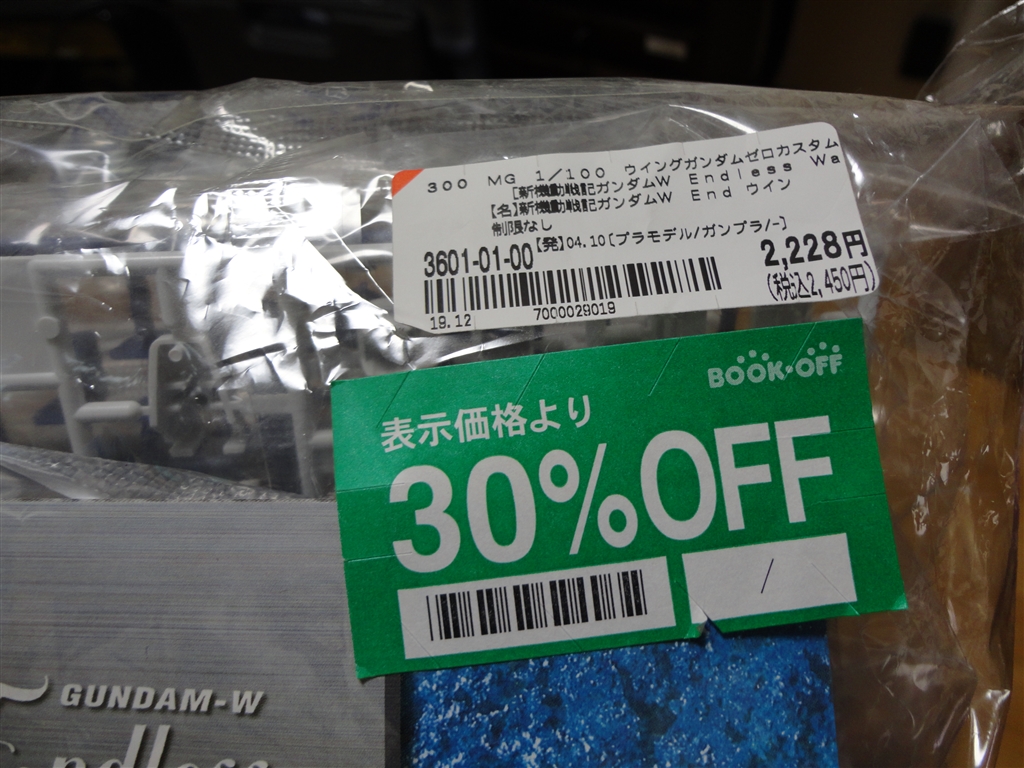 300 MG 1/100 ウイングガンダムゼロカスタム
[新機動戦記ガンダムW Endless Wa
【名】新機動戦記ガンダムW End ウイン
制限なし
3601-01-00 【発】04.10[プラモデル/ガンプラ/-]
2,228円
(税込2,450円)
19.12 7000029019
BOOK・OFF
表示価格より
30%OFF
/
GUNDAM-W